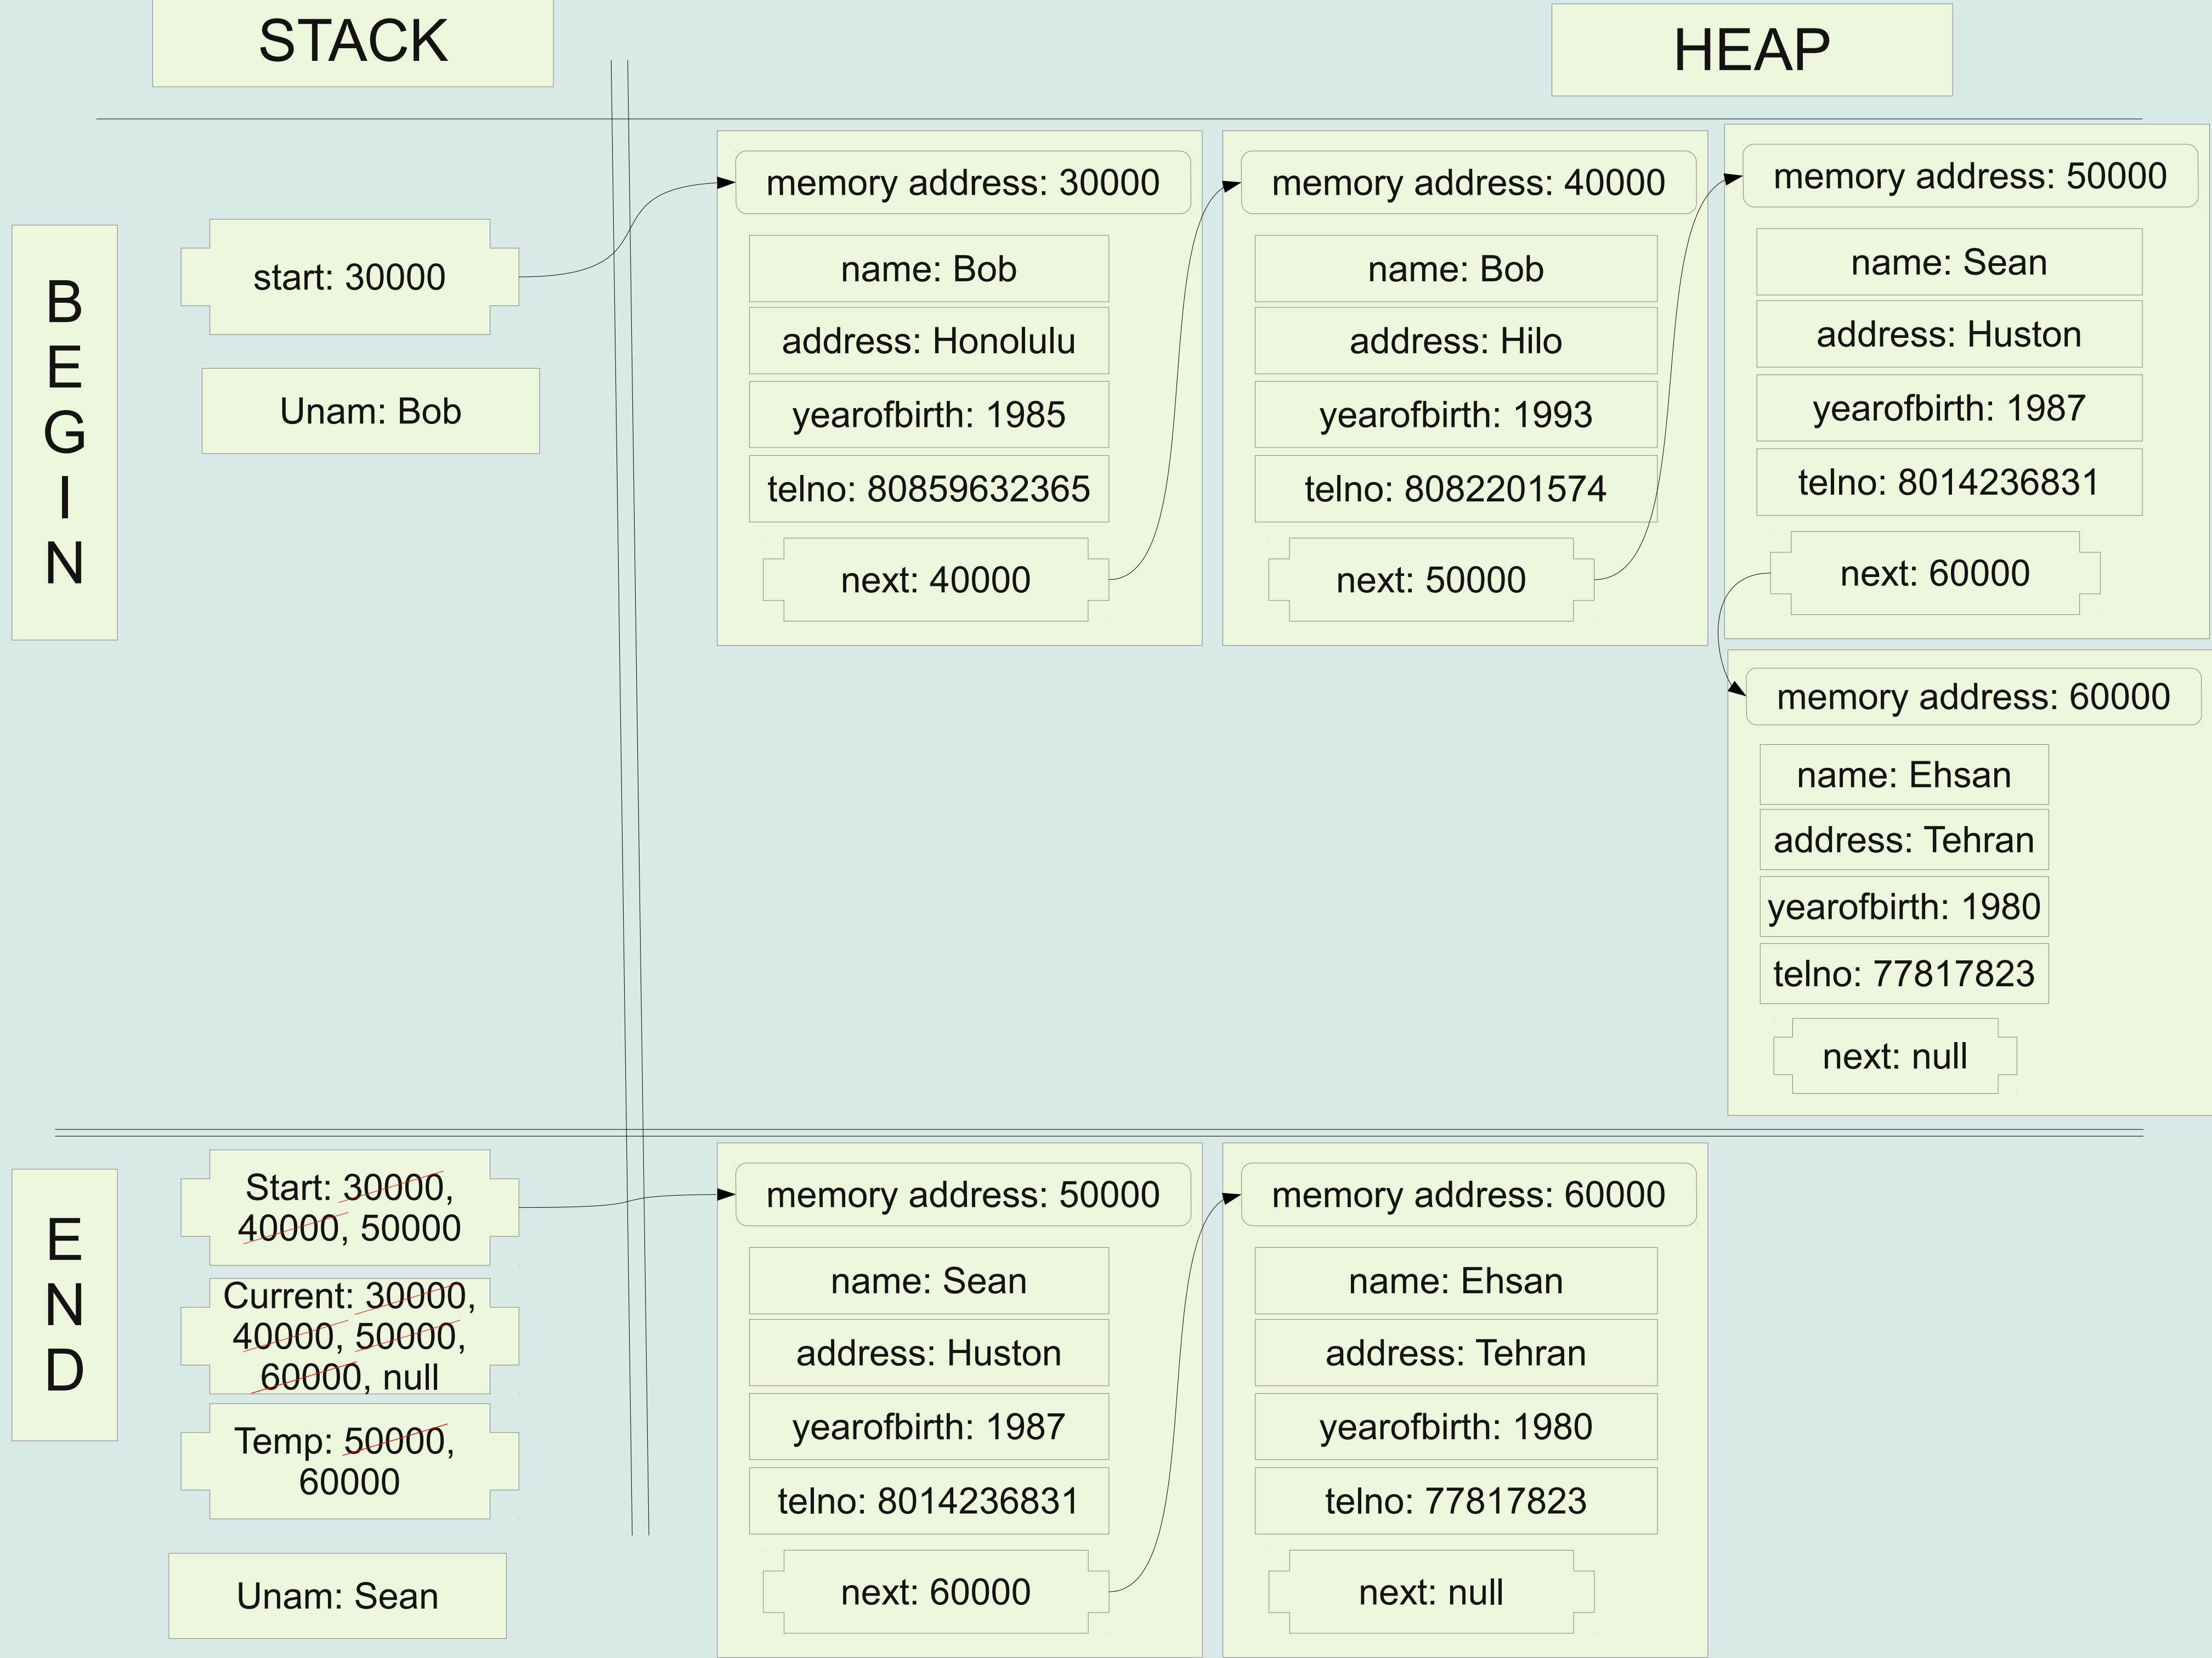 STACK
HEAP
BEGIN
start: 30000
Unam: Bob
memory address: 30000
name: Bob
address: Honolulu
yearofbirth: 1985
telno: 80859632365
next: 40000
memory address: 40000
name: Bob
address: Hilo
yearofbirth: 1993
telno: 8082201574
next: 50000
memory address: 50000
name: Sean
address: Huston
yearofbirth: 1987
telno: 8014236831
next: 60000
memory address: 60000
name: Ehsan
address: Tehran
yearofbirth: 1980
telno: 77817823
next: null
END
Start: 30000,
40000, 50000
Current: 30000,
40000, 50000,
60000, null
Temp: 50000,
60000
Unam: Sean
memory address: 50000
name: Sean
address: Huston
yearofbirth: 1987
telno: 8014236831
next: 60000
memory address: 60000
name: Ehsan
address: Tehran
yearofbirth: 1980
telno: 77817823
next: null